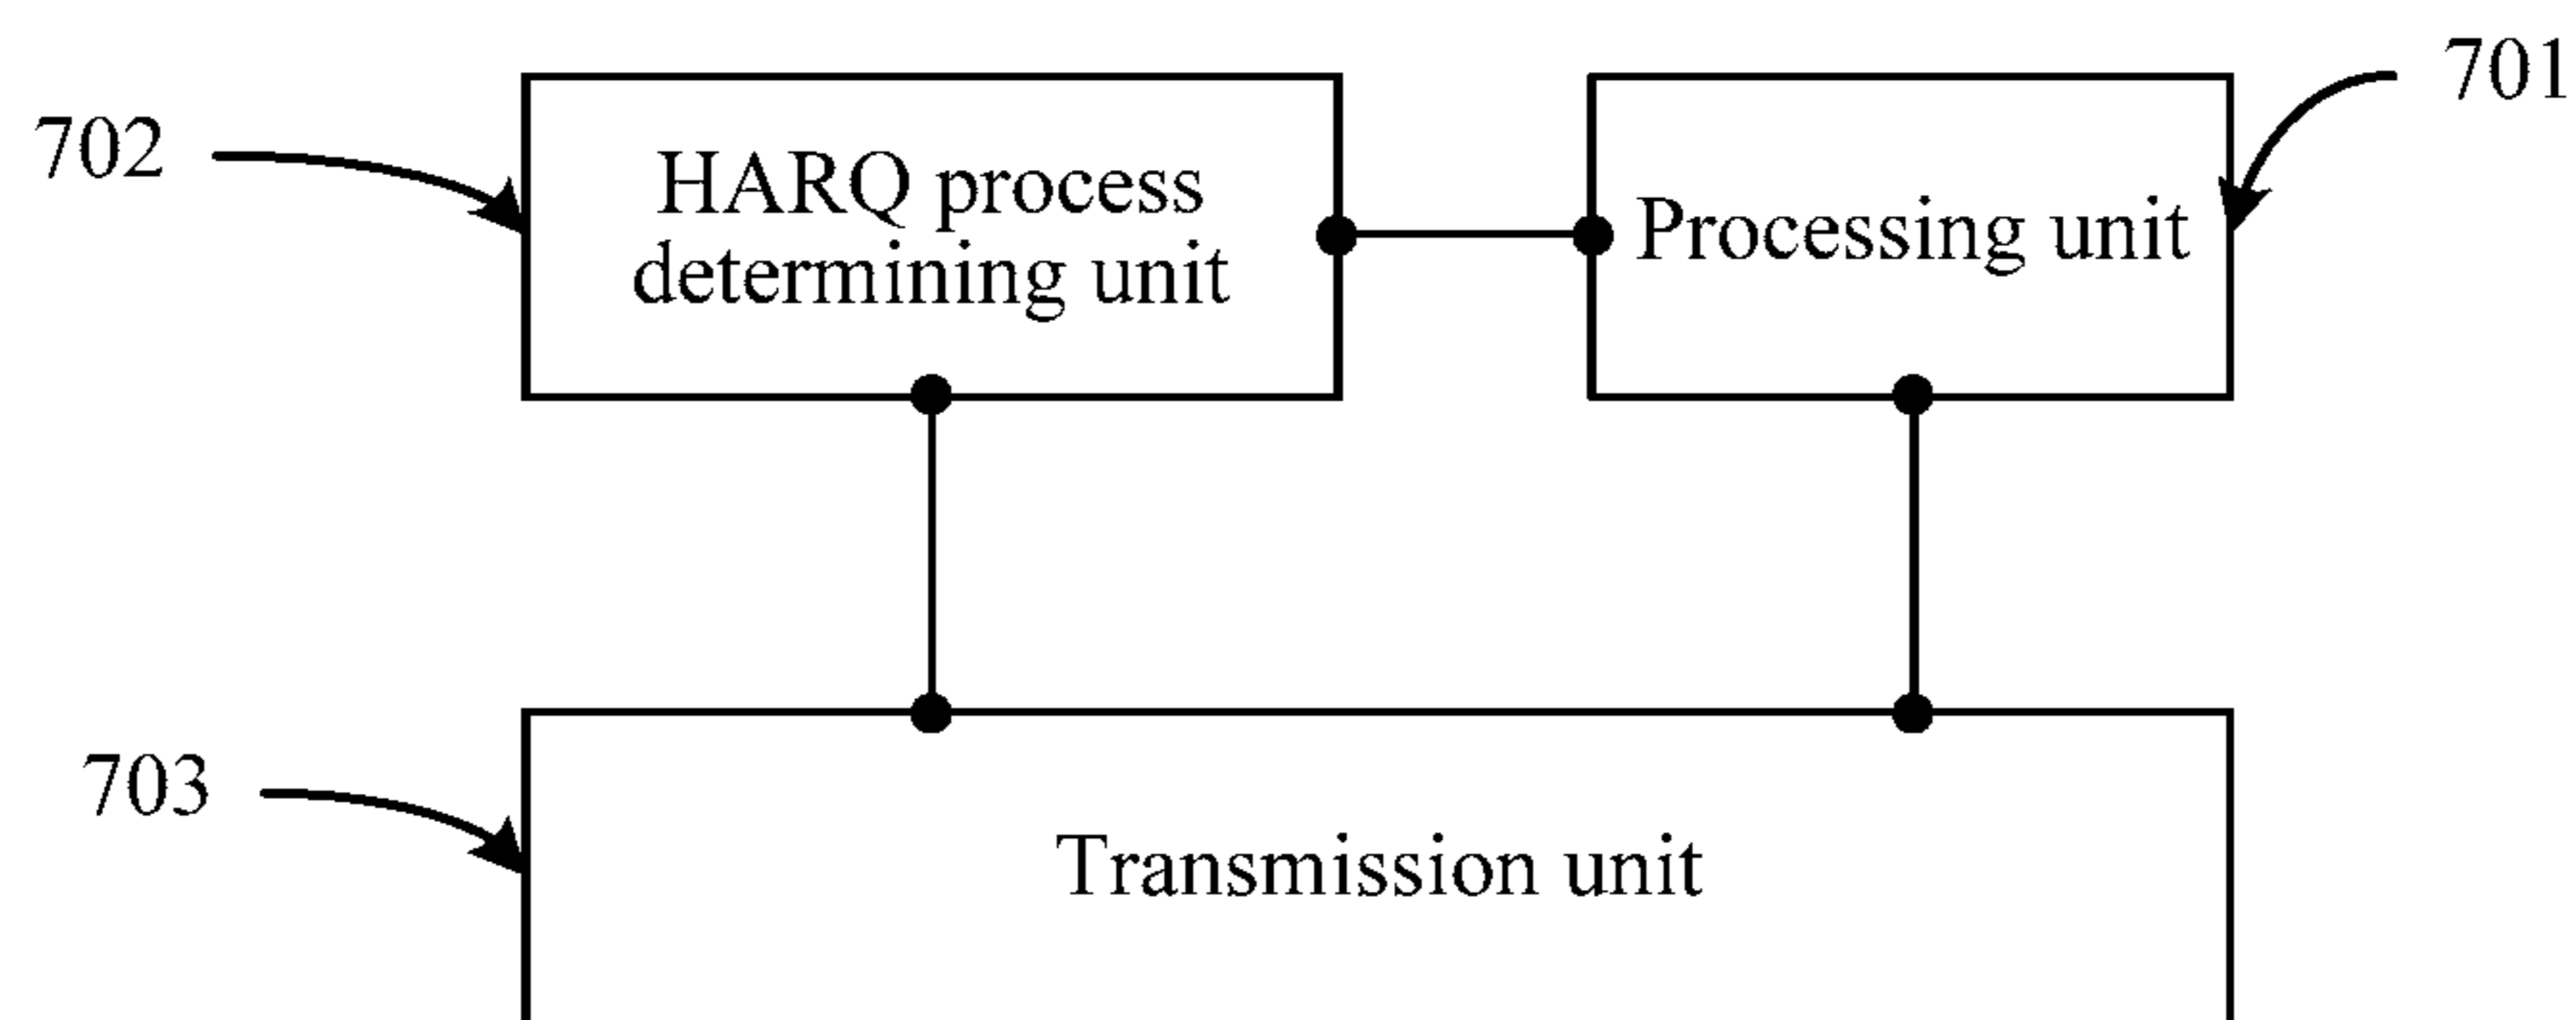 701
702
HARQ process
determining unit
Processing unit
703
Transmission unit